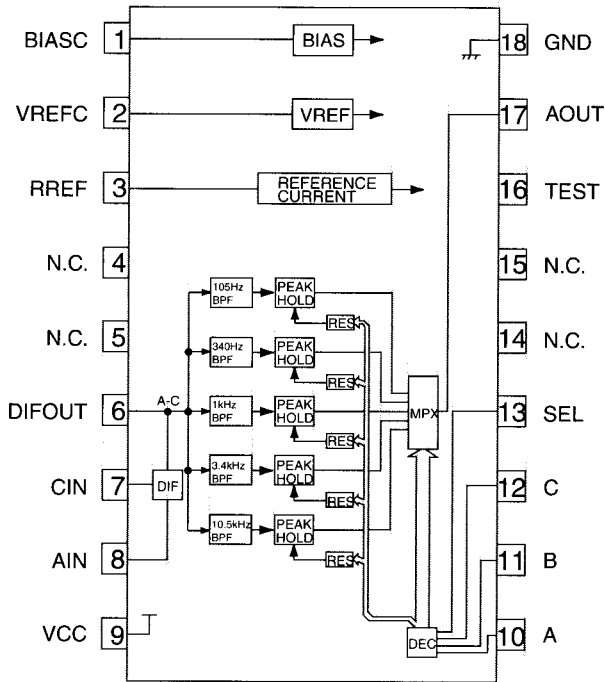 BIASC 1 BIAS 18 GND
VREFC 2 VREF 17 AOUT
RREF 3 REFERENCE CURRENT 16 TEST
N.C. 4 15 N.C.
105Hz BPF PEAK HOLD
RES
N.C. 5 14 N.C.
340Hz BPF PEAK HOLD
RES
DIFOUT 6 A-C 1kHz BPF PEAK HOLD MPX 13 SEL
RES
CIN 7 DIF 3.4kHz BPF PEAK HOLD 12 C
RES
10.5kHz BPF PEAK HOLD
AIN 8 RES 11 B
VCC 9 DEC 10 A